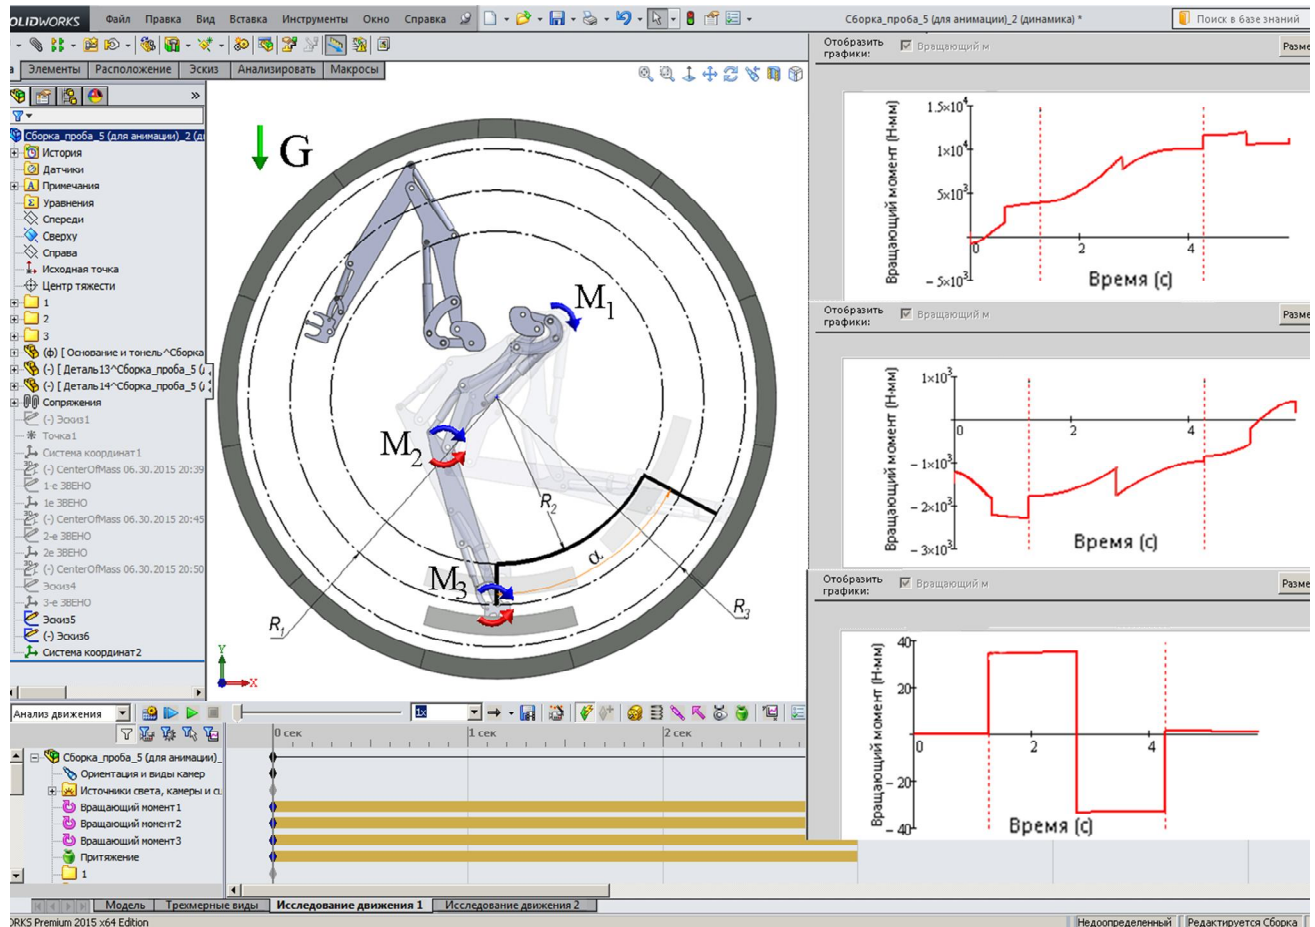 SOLIDWORKS Файл Правка Вид Вставка Инструменты Окно Справка
Сборка_проба_5 (для анимации)_2 (динамика) *
Поиск в базе знаний
Элементы Расположение Эскиз Анализировать Макросы
Сборка_проба_5 (для анимации)_2 (д
История
Датчики
Примечания
Уравнения
Спереди
Сверху
Справа
Исходная точка
Центр тяжести
1
2
3
(ф) [ Основание и тонель^Сборка
(-) [ Деталь13^Сборка_проба_5 (/
(-) [ Деталь14^Сборка_проба_5 (/
Сопряжения
(-) Эскиз1
Точка1
Система координат1
(-) CenterOfMass 06.30.2015 20:39
1-е ЗВЕНО
1е ЗВЕНО
(-) CenterOfMass 06.30.2015 20:45
2-е ЗВЕНО
2е ЗВЕНО
(-) CenterOfMass 06.30.2015 20:50
Эскиз4
3-е ЗВЕНО
Эскиз5
(-) Эскиз6
Система координат2
G
M1
M2
M3
R1
R2
R3
α
Y
X
Отобразить графики:
Вращающий м
Разме
Вращающий момент (Н·мм)
1.5×10⁴
1×10⁴
5×10³
0 2 4
− 5×10³
Время (с)
Отобразить графики:
Вращающий м
Разме
Вращающий момент (Н·мм)
1×10³
0 2 4
− 1×10³
− 2×10³
− 3×10³
Время (с)
Отобразить графики:
Вращающий м
Разме
Вращающий момент (Н·мм)
40
20
0 2 4
− 20
− 40
Время (с)
Анализ движения
1x
0 сек 1 сек 2 сек
Сборка_проба_5 (для анимации)_
Ориентация и виды камер
Источники света, камеры и сц
Вращающий момент1
Вращающий момент2
Вращающий момент3
Притяжение
1
Модель Трехмерные виды Исследование движения 1 Исследование движения 2
ORKS Premium 2015 x64 Edition
Недоопределенный Редактируется Сборка